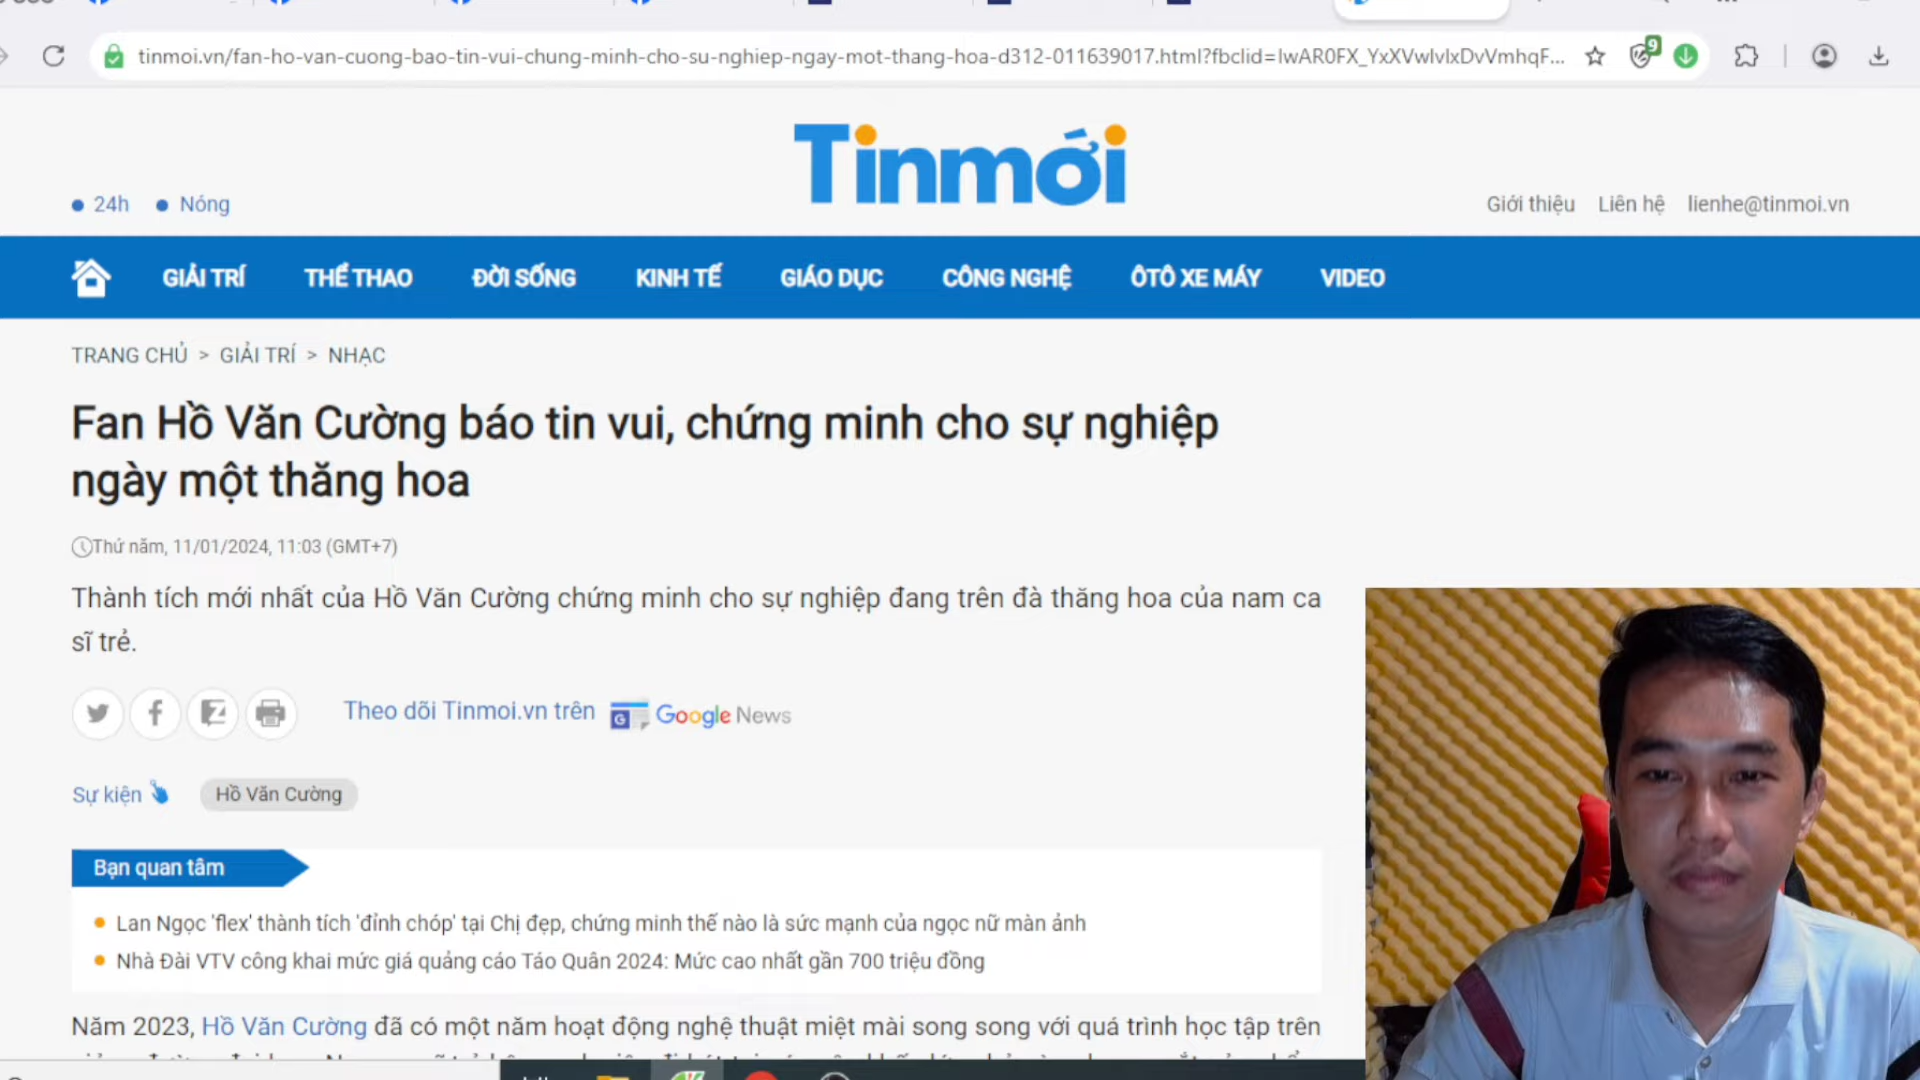 tinmoi.vn/fan-ho-van-cuong-bao-tin-vui-chung-minh-cho-su-nghiep-ngay-mot-thang-hoa-d312-011639017.html?fbclid=IwAR0FX_YxXVwIvIxDvVmhqF...
9
Tinmới
24h
Nóng
Giới thiệu
Liên hệ
lienhe@tinmoi.vn
GIẢI TRÍ
THỂ THAO
ĐỜI SỐNG
KINH TẾ
GIÁO DỤC
CÔNG NGHỆ
ÔTÔ XE MÁY
VIDEO
TRANG CHỦ > GIẢI TRÍ > NHẠC
Fan Hồ Văn Cường báo tin vui, chứng minh cho sự nghiệp
ngày một thăng hoa
Thứ năm, 11/01/2024, 11:03 (GMT+7)
Thành tích mới nhất của Hồ Văn Cường chứng minh cho sự nghiệp đang trên đà thăng hoa của nam ca
sĩ trẻ.
Theo dõi Tinmoi.vn trên
Google News
Sự kiện
Hồ Văn Cường
Bạn quan tâm
Lan Ngọc 'flex' thành tích 'đỉnh chóp' tại Chị đẹp, chứng minh thế nào là sức mạnh của ngọc nữ màn ảnh
Nhà Đài VTV công khai mức giá quảng cáo Táo Quân 2024: Mức cao nhất gần 700 triệu đồng
Năm 2023, Hồ Văn Cường đã có một năm hoạt động nghệ thuật miệt mài song song với quá trình học tập trên